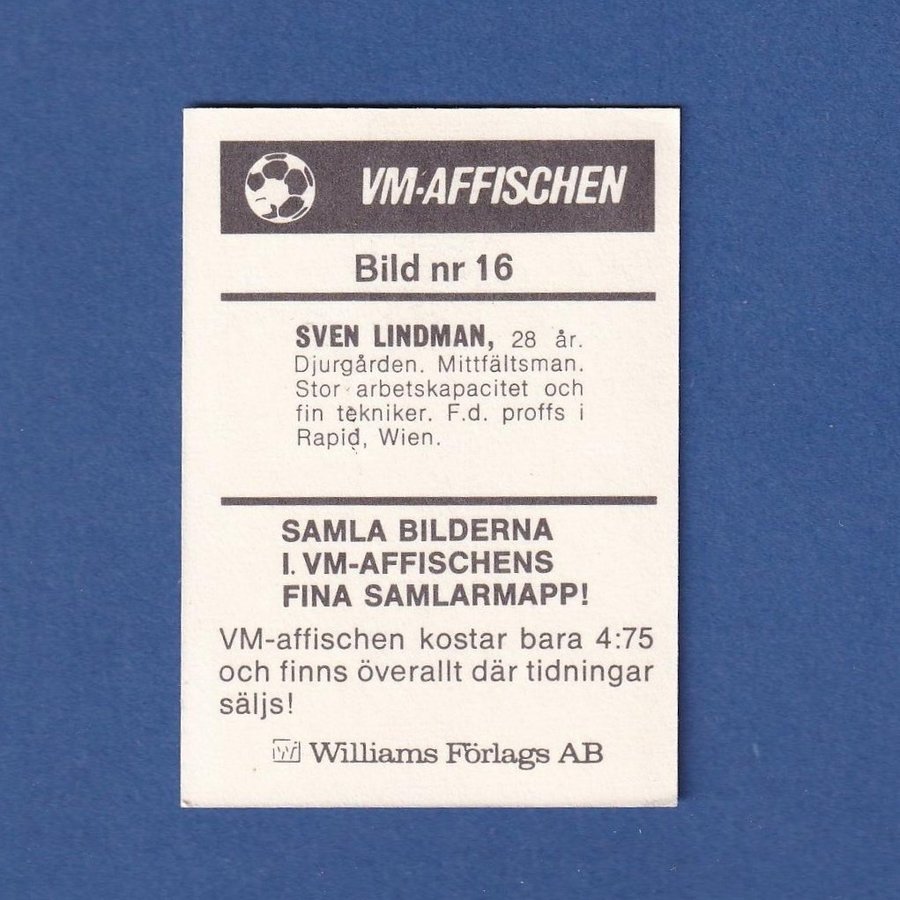 VM-AFFISCHEN
Bild nr 16
SVEN LINDMAN, 28 år.
Djurgården. Mittfältsman.
Stor arbetskapacitet och
fin tekniker. F.d. proffs i
Rapid, Wien.
SAMLA BILDERNA
I. VM-AFFISCHENS
FINA SAMLARMAPP!
VM-affischen kostar bara 4:75
och finns överallt där tidningar
säljs!
W Williams Förlags AB